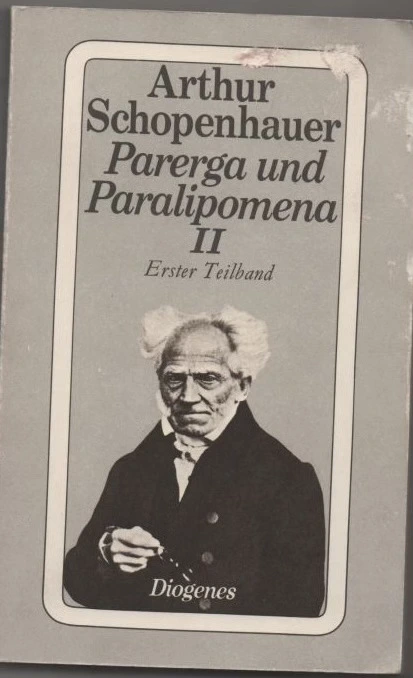 Arthur
Schopenhauer
Parerga und
Paralipomena
II
Erster Teilband
Diogenes